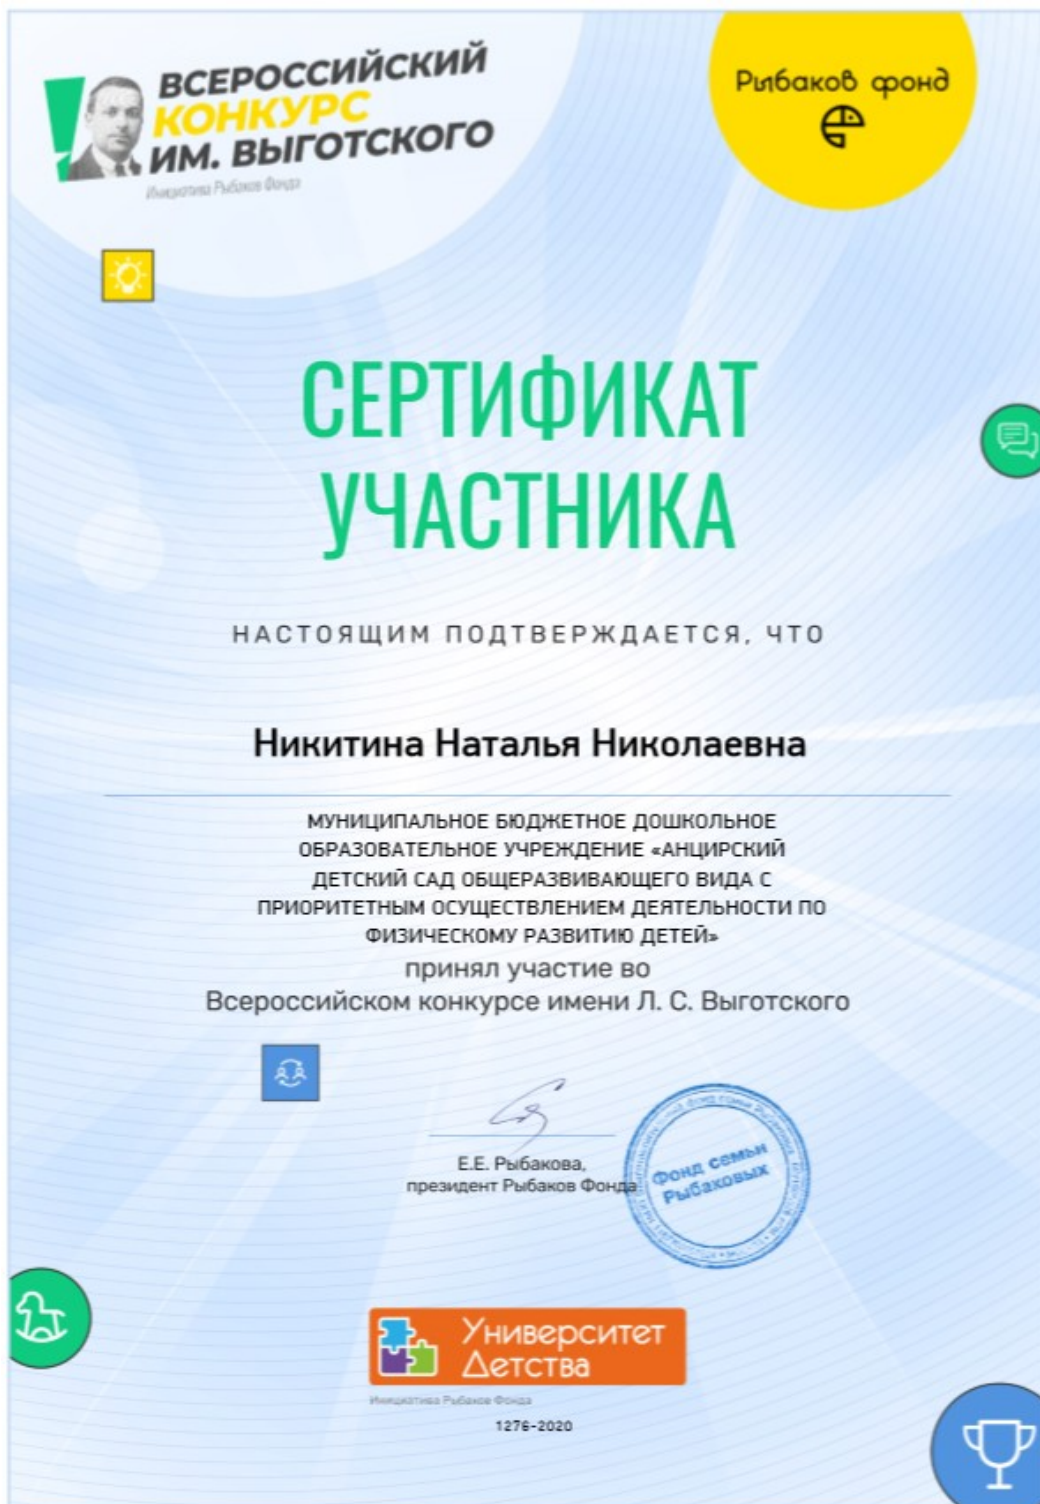 ВСЕРОССИЙСКИЙ
КОНКУРС
ИМ. ВЫГОТСКОГО
Инициатива Рыбаков Фонда
Рыбаков фонд
СЕРТИФИКАТ
УЧАСТНИКА
НАСТОЯЩИМ ПОДТВЕРЖДАЕТСЯ, ЧТО
Никитина Наталья Николаевна
МУНИЦИПАЛЬНОЕ БЮДЖЕТНОЕ ДОШКОЛЬНОЕ
ОБРАЗОВАТЕЛЬНОЕ УЧРЕЖДЕНИЕ «АНЦИРСКИЙ
ДЕТСКИЙ САД ОБЩЕРАЗВИВАЮЩЕГО ВИДА С
ПРИОРИТЕТНЫМ ОСУЩЕСТВЛЕНИЕМ ДЕЯТЕЛЬНОСТИ ПО
ФИЗИЧЕСКОМУ РАЗВИТИЮ ДЕТЕЙ»
принял участие во
Всероссийском конкурсе имени Л. С. Выготского
Е.Е. Рыбакова,
президент Рыбаков Фонда
Фонд семьи
Рыбаковых
Университет
Детства
Инициатива Рыбаков Фонда
1276-2020